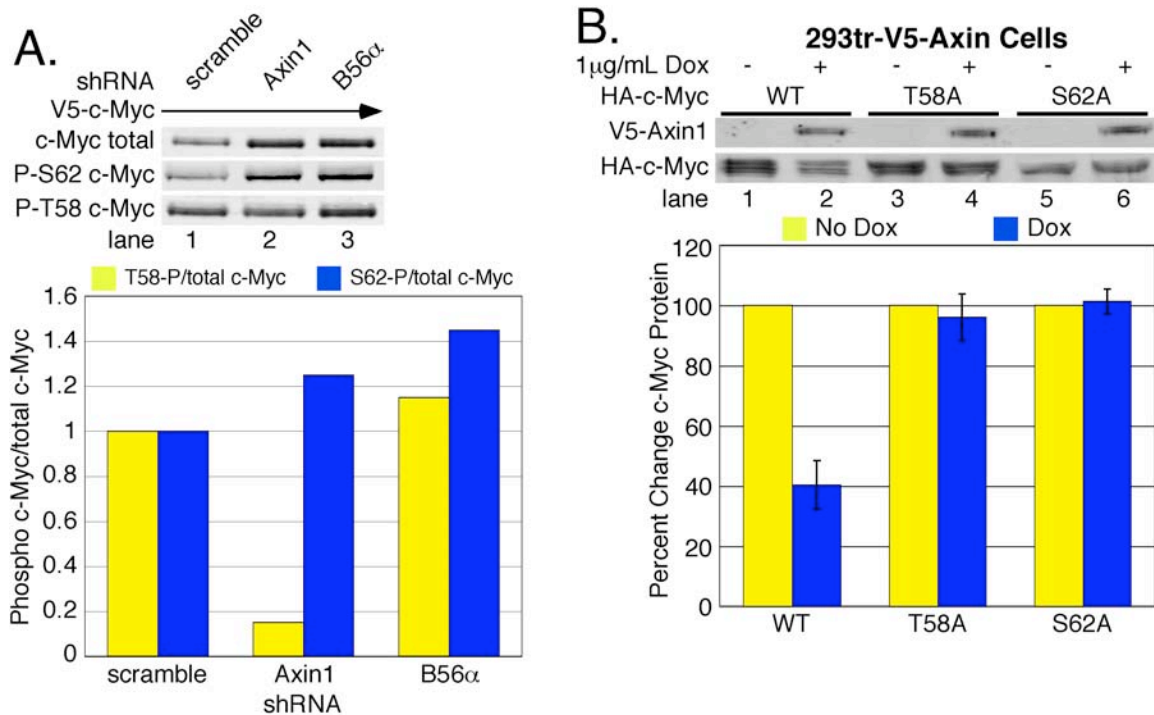 A.
shRNA scramble Axin1 B56α
V5-c-Myc
c-Myc total
P-S62 c-Myc
P-T58 c-Myc
lane 1 2 3
T58-P/total c-Myc S62-P/total c-Myc
Phospho c-Myc/total c-Myc
1.6
1.4
1.2
1
0.8
0.6
0.4
0.2
0
scramble Axin1 B56α
shRNA
B.
293tr-V5-Axin Cells
1μg/mL Dox - + - + - +
HA-c-Myc WT T58A S62A
V5-Axin1
HA-c-Myc
lane 1 2 3 4 5 6
No Dox Dox
Percent Change c-Myc Protein
120
100
80
60
40
20
0
WT T58A S62A